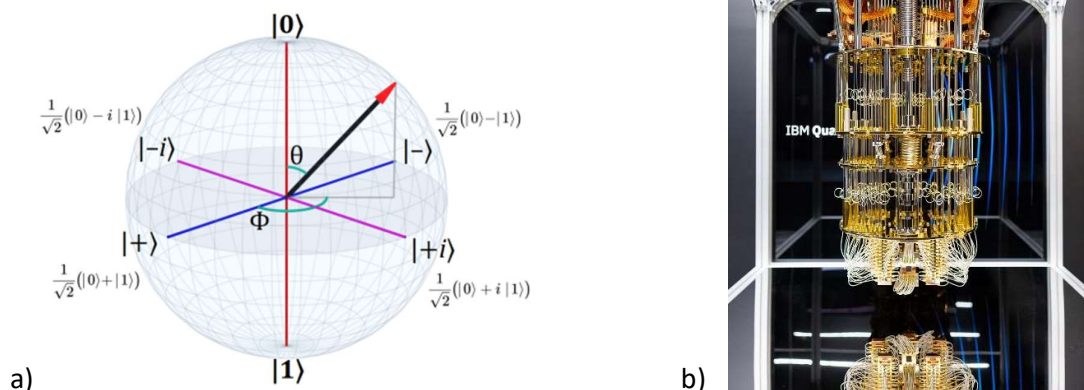 |0⟩
1/√2(|0⟩−i |1⟩)
1/√2(|0⟩−|1⟩)
|−i⟩
θ
|−⟩
Φ
|+⟩
|+i⟩
1/√2(|0⟩+|1⟩)
1/√2(|0⟩+i |1⟩)
|1⟩
a)
IBM Qua
b)